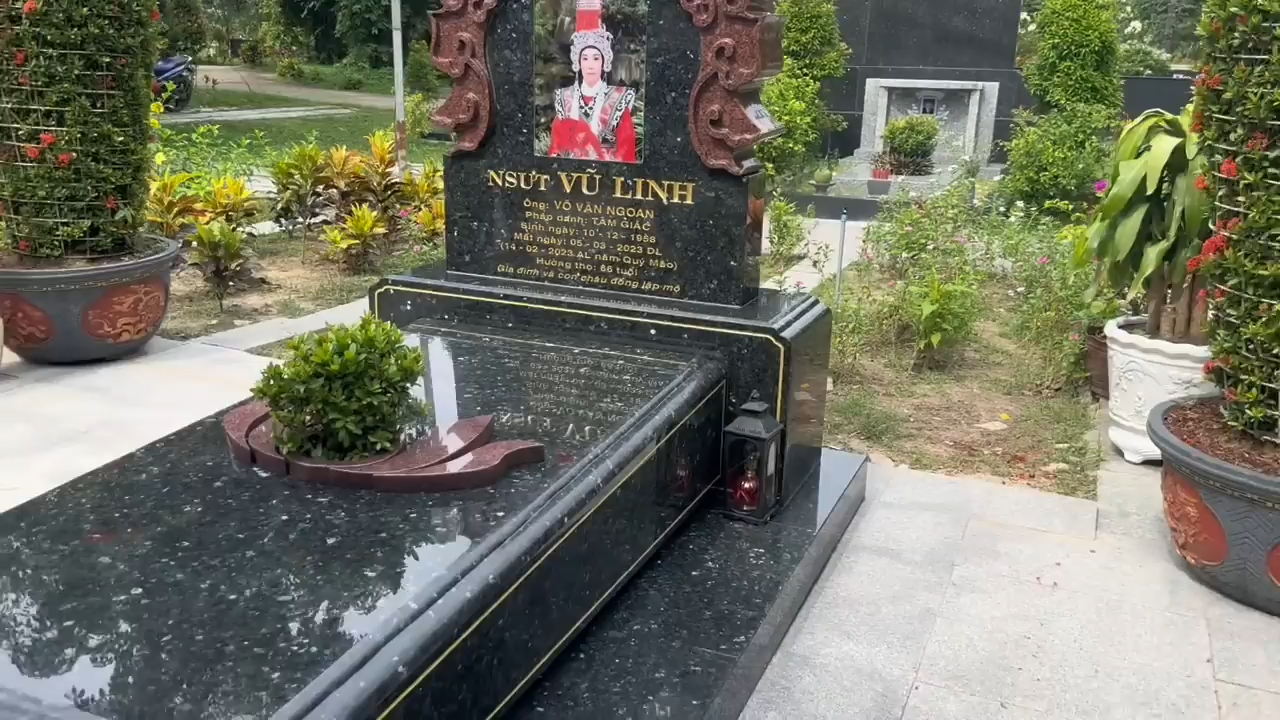 NSƯT VŨ LINH
Ông: VÕ VĂN NGOAN
Pháp danh: TÂM GIÁC
Sinh ngày: 10 - 12 - 1958
Mất ngày: 05 - 03 - 2023 DL
(14 - 02 - 2023 AL năm Quý Mão)
Hưởng thọ: 66 tuổi
Gia đình và con cháu đồng lập mộ